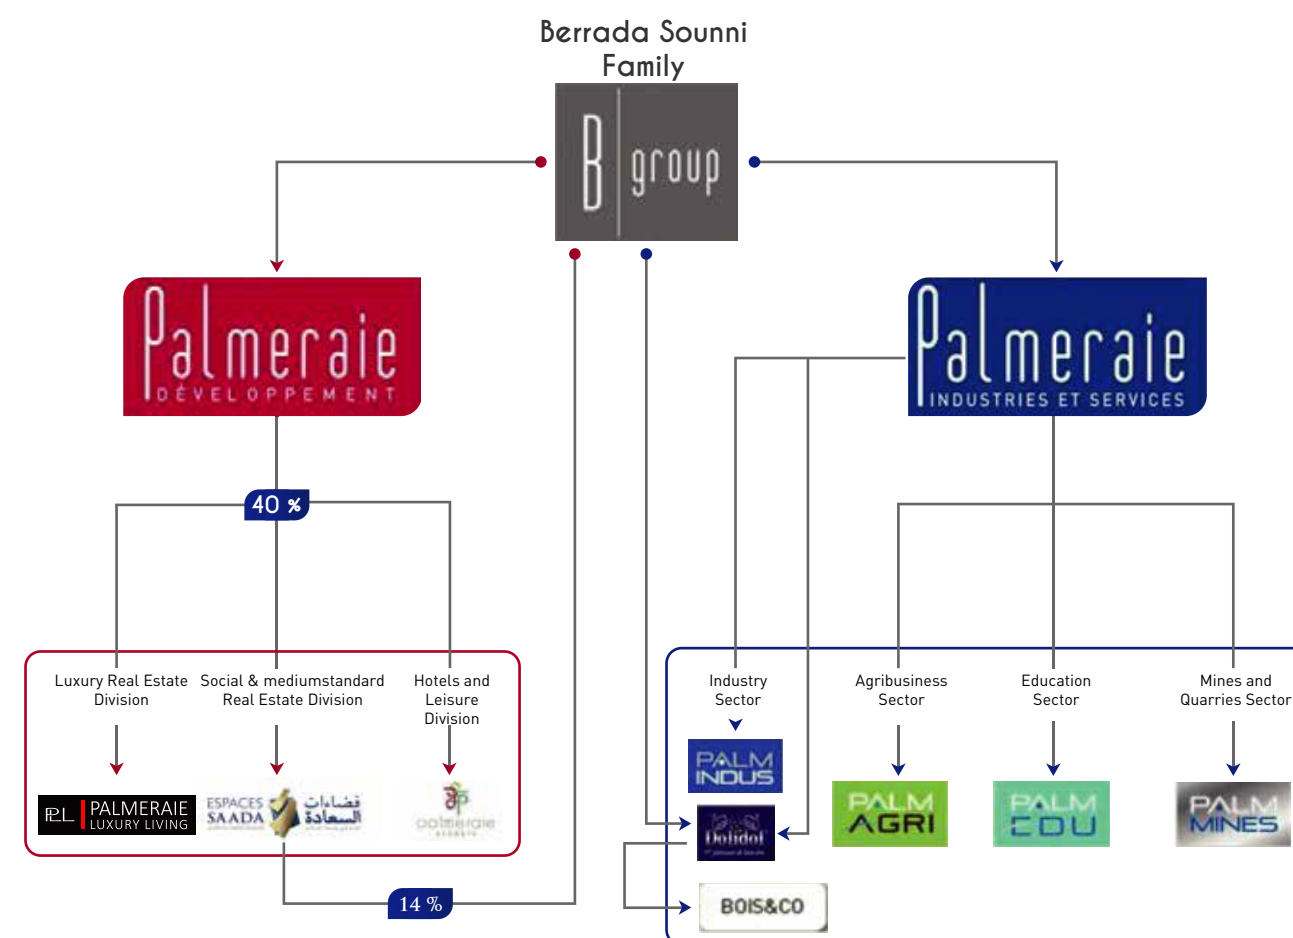 Berrada Sounni
Family
B group
Palmeraie
DÉVELOPPEMENT
Palmeraie
INDUSTRIES ET SERVICES
40 %
Luxury Real Estate
Division
Social & mediumstandard
Real Estate Division
Hotels and
Leisure
Division
Industry
Sector
Agribusiness
Sector
Education
Sector
Mines and
Quarries Sector
PLL PALMERAIE
LUXURY LIVING
ESPACES
SAADA
فضاءات
السعادة
palmeraie
PALM
INDUS
PALM
AGRI
PALM
EDU
PALM
MINES
Dolidol
14 %
BOIS&CO